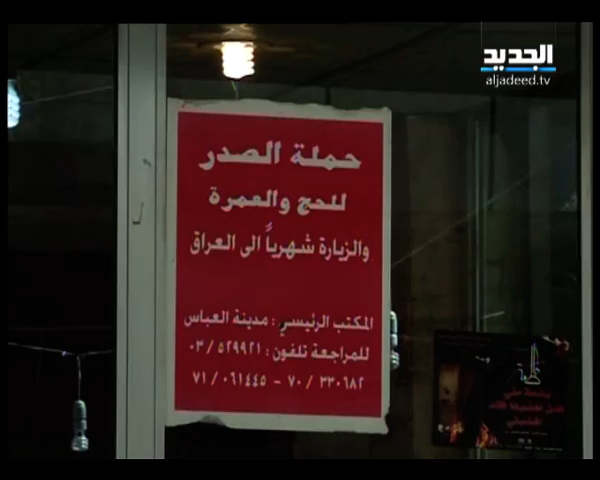 الجديد
aljadeed.tv
حملة الصدر
للحج والعمرة
والزيارة شهرياً الى العراق
المكتب الرئيسي : مدينة العباس
للمراجعة تلفون : ٠٣ / ٥٢٩٩٢١
٧١ / ٠٦١٤٤٥ - ٧٠ / ٣٣٠٦٨٢
فاطمة